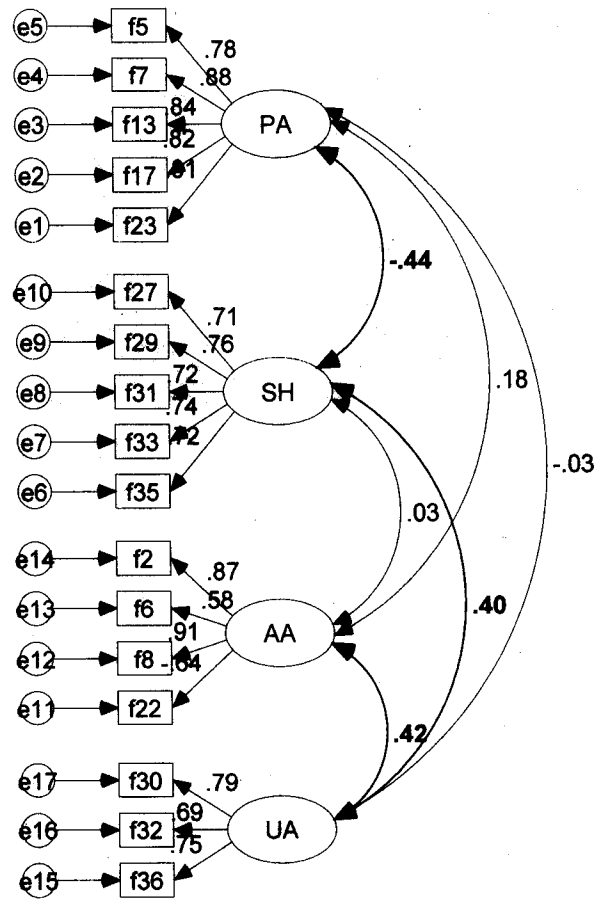 e5 f5
.78
e4 f7 .88
.84
e3 f13 PA
.82
e2 f17
e1 f23
-.44
e10 f27
.71
e9 f29 .76
.72
e8 f31 SH .18
.74
e7 f33 .72
-.03
e6 f35
.03
e14 f2
.87
e13 f6 .58 .40
.91
e12 f8 AA
e11 f22
.42
e17 f30 .79
.69
e16 f32 UA
.75
e15 f36